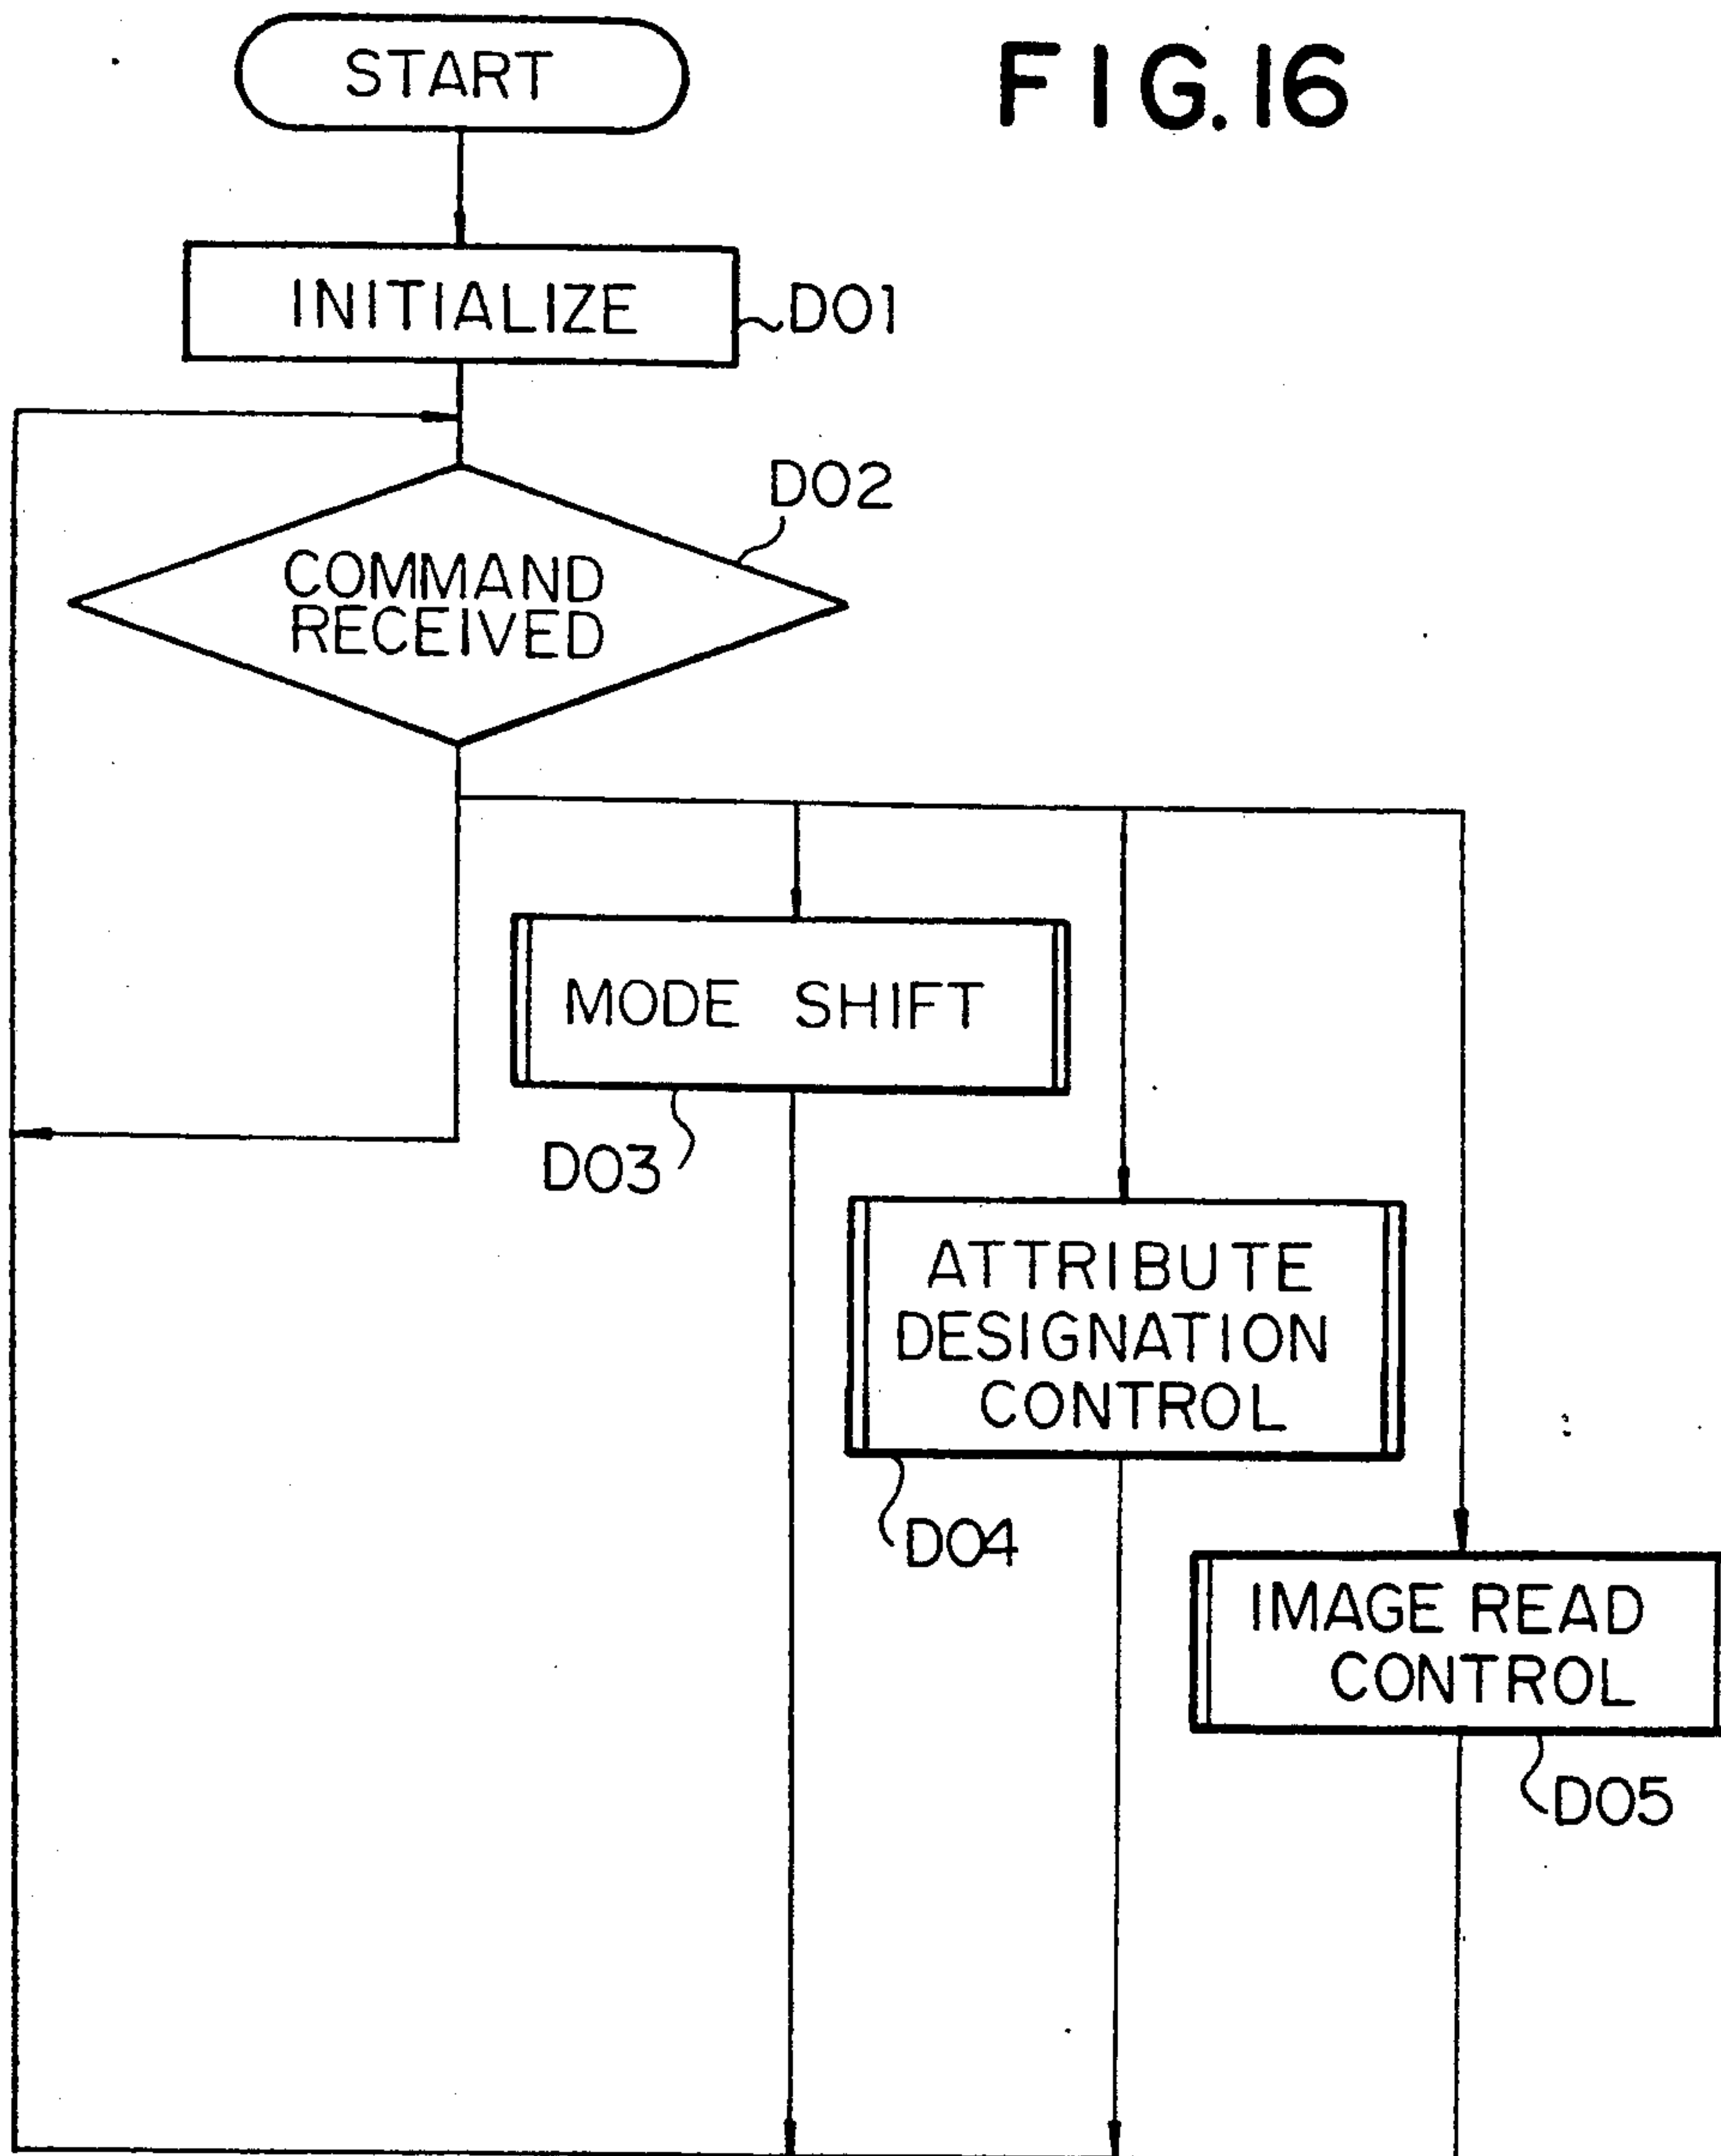 FIG.16
START
INITIALIZE
D01
D02
COMMAND
RECEIVED
MODE SHIFT
D03
ATTRIBUTE
DESIGNATION
CONTROL
D04
IMAGE READ
CONTROL
D05